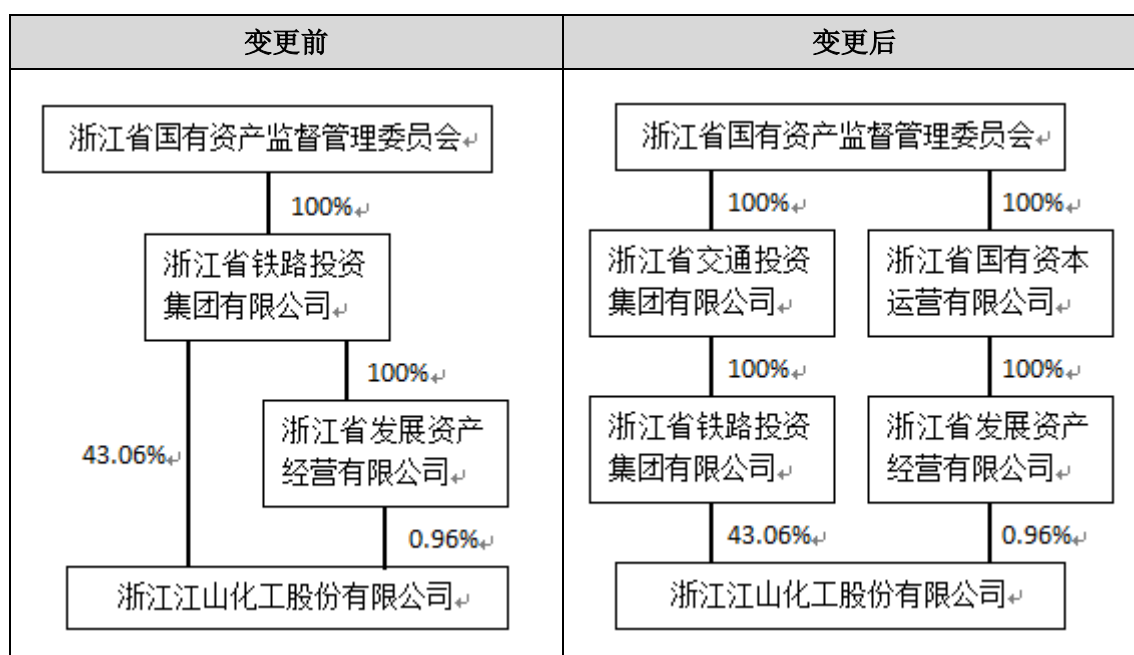 变更前
变更后
浙江省国有资产监督管理委员会↵
100%↵
浙江省铁路投资
集团有限公司↵
100%↵
43.06%↵
浙江省发展资产
经营有限公司↵
0.96%↵
浙江江山化工股份有限公司↵
浙江省国有资产监督管理委员会↵
100%↵
100%↵
浙江省交通投资
集团有限公司↵
浙江省国有资本
运营有限公司↵
100%↵
100%↵
浙江省铁路投资
集团有限公司↵
浙江省发展资产
经营有限公司↵
43.06%↵
0.96%↵
浙江江山化工股份有限公司↵